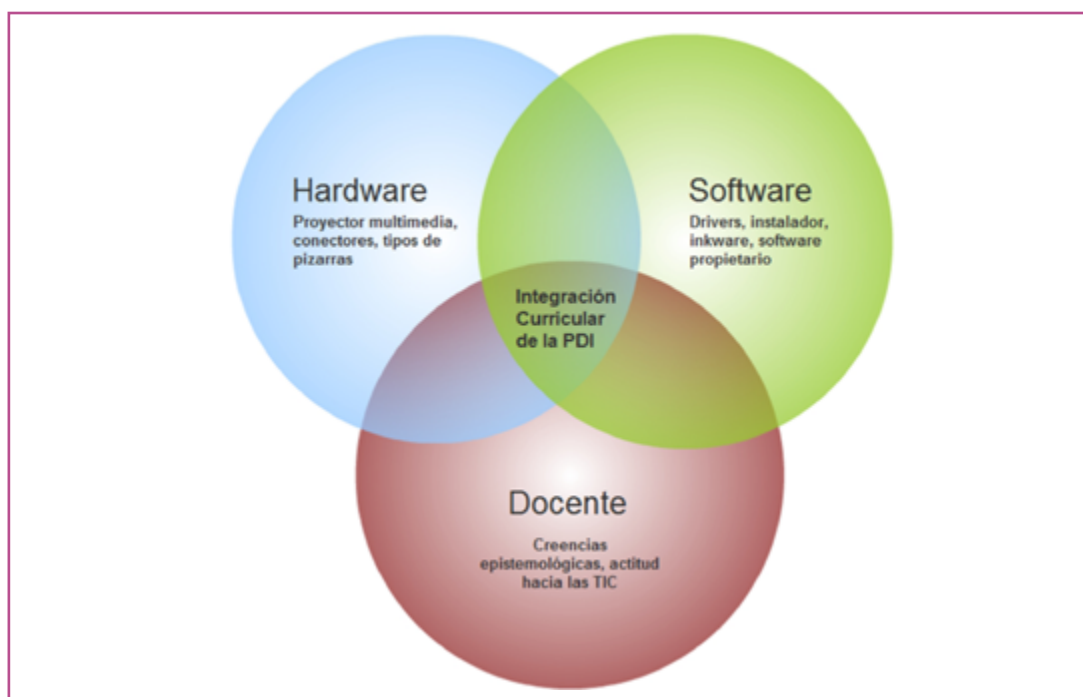 Hardware
Proyector multimedia,
conectores, tipos de
pizarras
Software
Drivers, instalador,
inkware, software
propietario
Integración
Curricular
de la PDI
Docente
Creencias
epistemológicas, actitud
hacia las TIC